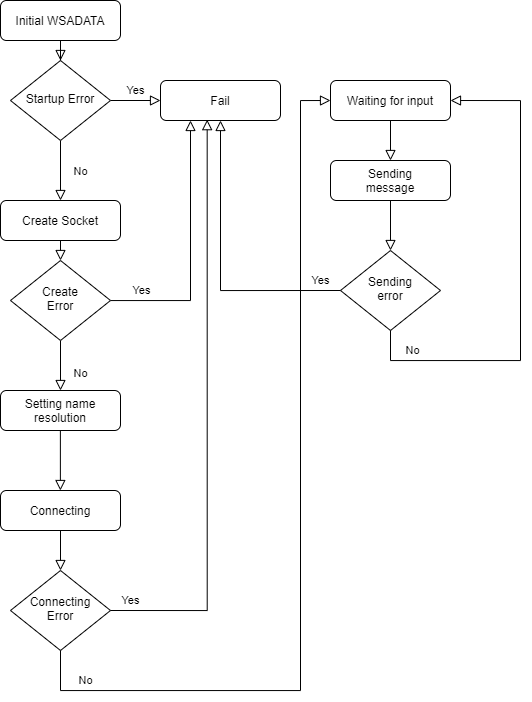 Initial WSADATA
Startup Error
Yes
Fail
No
Create Socket
Create
Error
Yes
No
Setting name
resolution
Connecting
Connecting
Error
Yes
No
Waiting for input
Sending
message
Sending
error
Yes
No